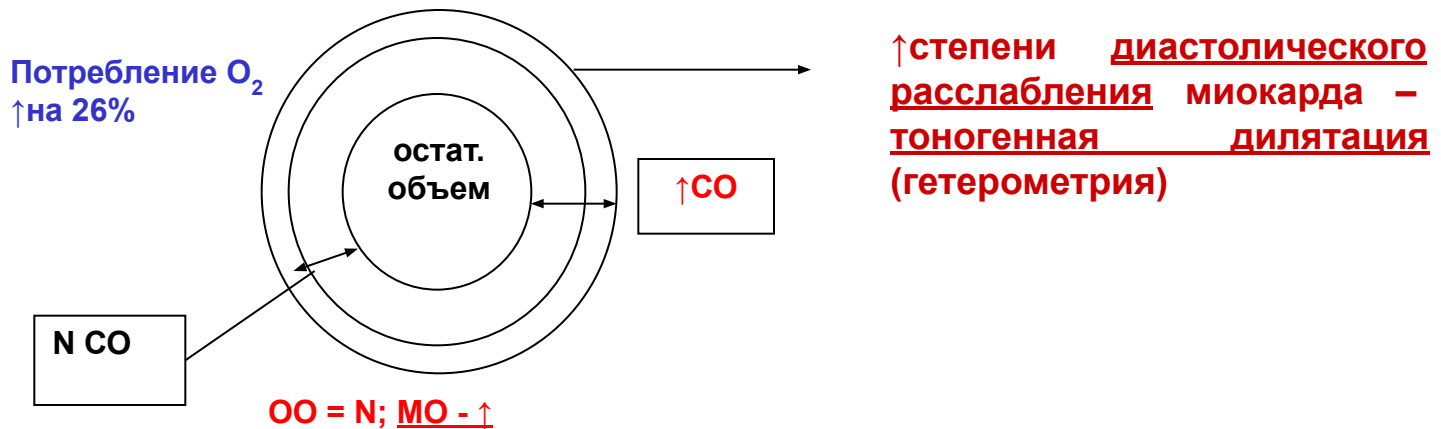 Потребление O₂
↑на 26%
остат.
объем
↑СО
N СО
ОО = N; МО - ↑
↑степени диастолического
расслабления миокарда –
тоногенная дилятация
(гетерометрия)